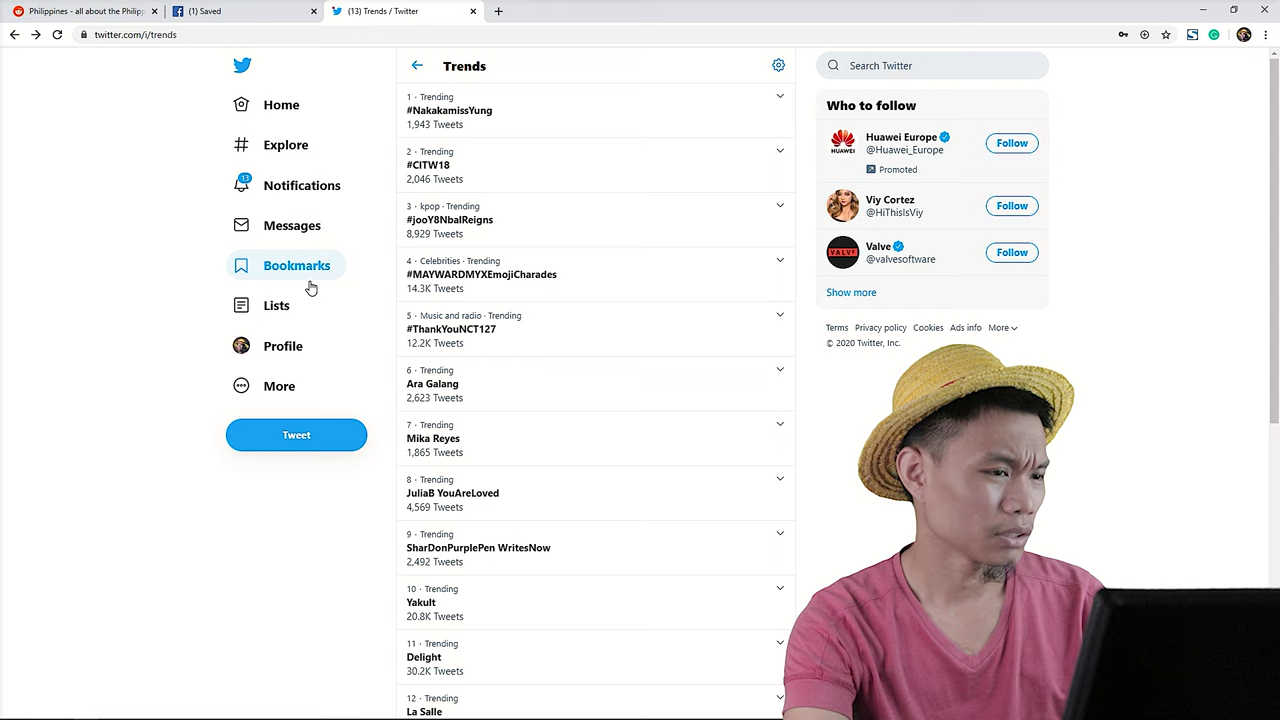 Philippines - all about the Philipp
(1) Saved
(13) Trends / Twitter
twitter.com/i/trends
Home
Explore
13
Notifications
Messages
Bookmarks
Lists
Profile
More
Tweet
Trends
1 · Trending
#NakakamissYung
1,943 Tweets
2 · Trending
#CITW18
2,046 Tweets
3 · kpop · Trending
#jooY8NbalReigns
8,929 Tweets
4 · Celebrities · Trending
#MAYWARDMYXEmojiCharades
14.3K Tweets
5 · Music and radio · Trending
#ThankYouNCT127
12.2K Tweets
6 · Trending
Ara Galang
2,623 Tweets
7 · Trending
Mika Reyes
1,865 Tweets
8 · Trending
JuliaB YouAreLoved
4,569 Tweets
9 · Trending
SharDonPurplePen WritesNow
2,492 Tweets
10 · Trending
Yakult
20.8K Tweets
11 · Trending
Delight
30.2K Tweets
12 · Trending
La Salle
Search Twitter
Who to follow
Huawei Europe
@Huawei_Europe
Promoted
Follow
HUAWEI
Viy Cortez
@HiThisIsViy
Follow
Valve
@valvesoftware
Follow
VALVE
Show more
Terms Privacy policy Cookies Ads info More
© 2020 Twitter, Inc.